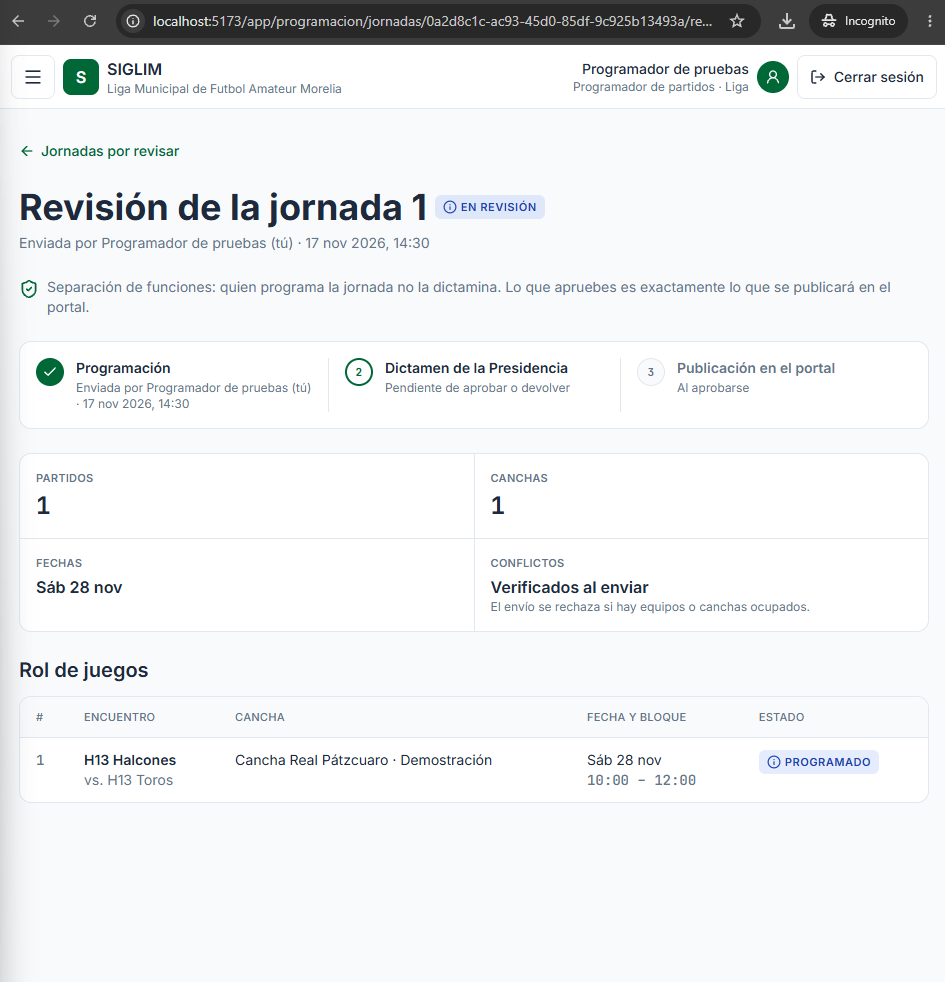 localhost:5173/app/programacion/jornadas/0a2d8c1c-ac93-45d0-85df-9c925b13493a/re...
Incognito
S
SIGLIM
Liga Municipal de Futbol Amateur Morelia
Programador de pruebas
Programador de partidos · Liga
Cerrar sesión
Jornadas por revisar
Revisión de la jornada 1
EN REVISIÓN
Enviada por Programador de pruebas (tú) · 17 nov 2026, 14:30
Separación de funciones: quien programa la jornada no la dictamina. Lo que apruebes es exactamente lo que se publicará en el
portal.
Programación
Enviada por Programador de pruebas (tú)
· 17 nov 2026, 14:30
2
Dictamen de la Presidencia
Pendiente de aprobar o devolver
3
Publicación en el portal
Al aprobarse
PARTIDOS
1
CANCHAS
1
FECHAS
Sáb 28 nov
CONFLICTOS
Verificados al enviar
El envío se rechaza si hay equipos o canchas ocupados.
Rol de juegos
# ENCUENTRO CANCHA FECHA Y BLOQUE ESTADO
1 H13 Halcones Cancha Real Pátzcuaro · Demostración Sáb 28 nov PROGRAMADO
vs. H13 Toros 10:00 – 12:00